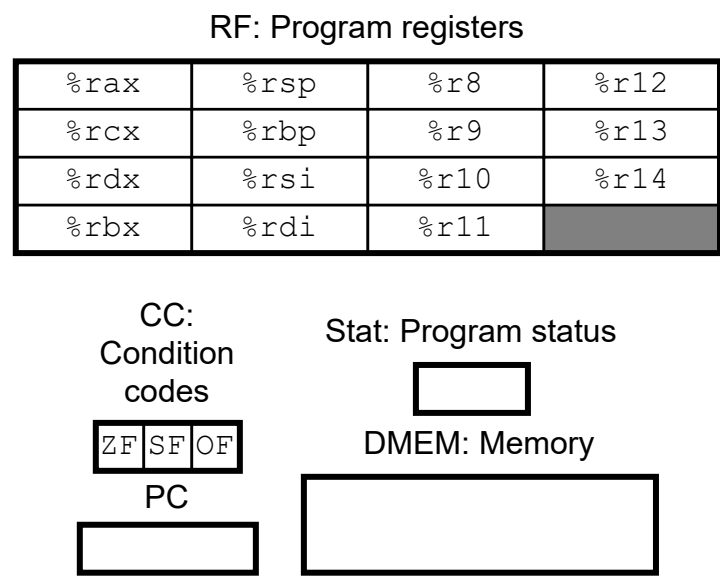 RF: Program registers
%rax %rsp %r8 %r12
%rcx %rbp %r9 %r13
%rdx %rsi %r10 %r14
%rbx %rdi %r11
CC:
Condition
codes
ZF SF OF
PC
Stat: Program status
DMEM: Memory